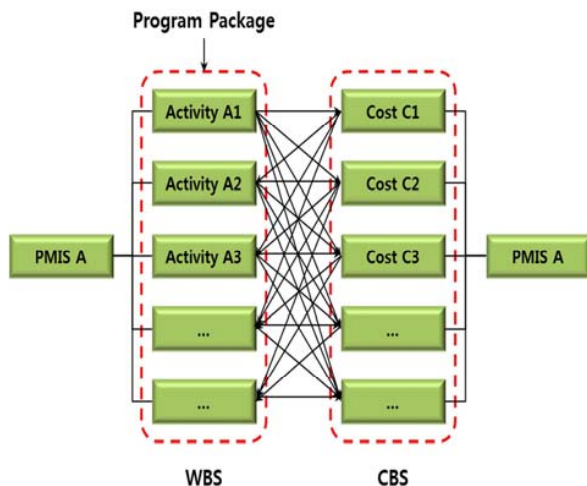 Program Package
Activity A1
Cost C1
Activity A2
Cost C2
PMIS A
Activity A3
Cost C3
PMIS A
...
...
...
...
WBS
CBS